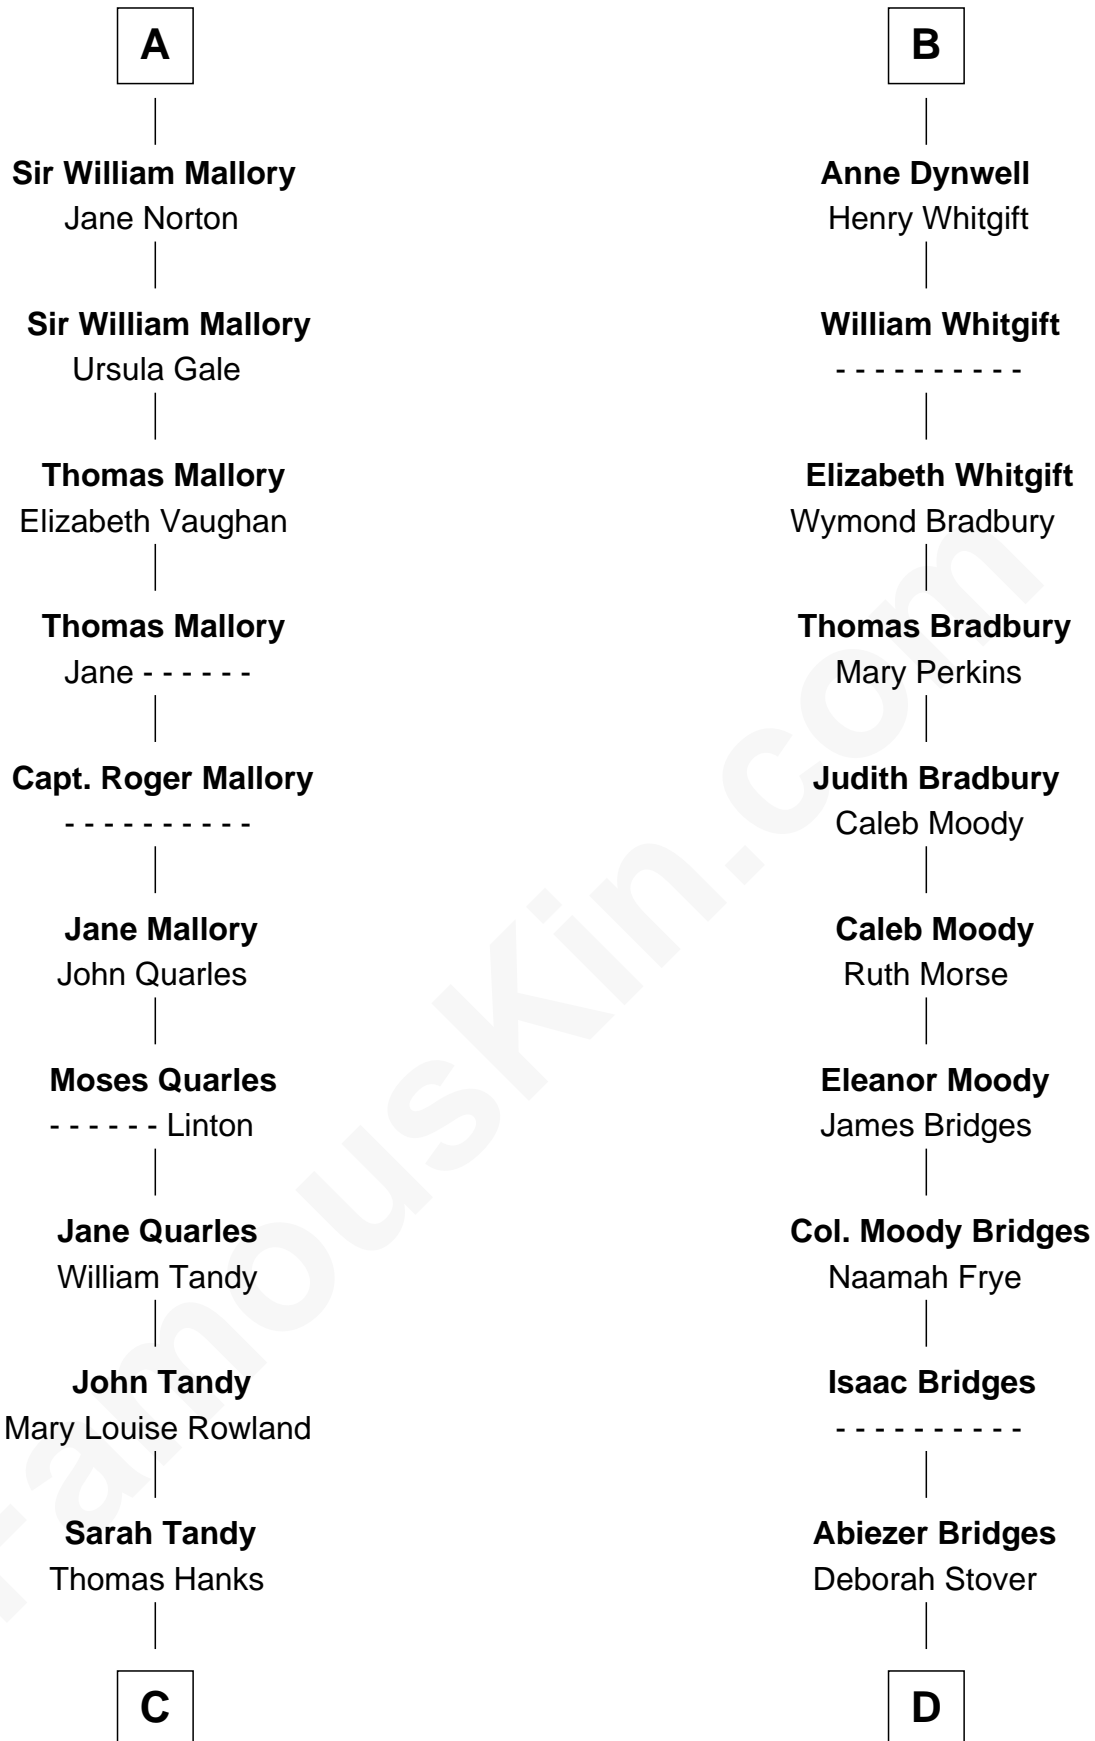 A
Sir William Mallory
Jane Norton
Sir William Mallory
Ursula Gale
Thomas Mallory
Elizabeth Vaughan
Thomas Mallory
Jane - - - - - -
Capt. Roger Mallory
- - - - - - - - - -
Jane Mallory
John Quarles
Moses Quarles
- - - - - - Linton
Jane Quarles
William Tandy
John Tandy
Mary Louise Rowland
Sarah Tandy
Thomas Hanks
C
B
Anne Dynwell
Henry Whitgift
William Whitgift
- - - - - - - - - -
Elizabeth Whitgift
Wymond Bradbury
Thomas Bradbury
Mary Perkins
Judith Bradbury
Caleb Moody
Caleb Moody
Ruth Morse
Eleanor Moody
James Bridges
Col. Moody Bridges
Naamah Frye
Isaac Bridges
- - - - - - - - - -
Abiezer Bridges
Deborah Stover
D
FamousKin.com